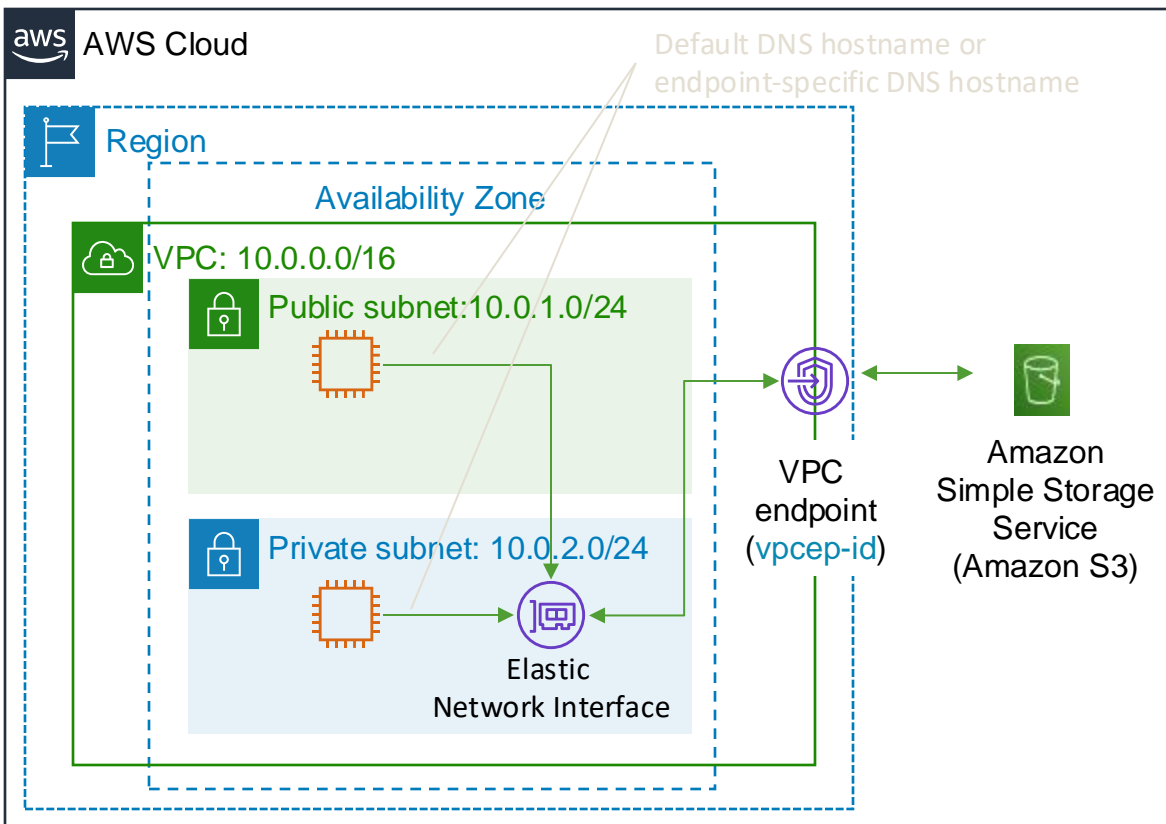 aws
AWS Cloud
Default DNS hostname or
endpoint-specific DNS hostname
Region
Availability Zone
VPC: 10.0.0.0/16
Public subnet:10.0.1.0/24
VPC
endpoint
(vpcep-id)
Amazon
Simple Storage
Service
(Amazon S3)
Private subnet: 10.0.2.0/24
Elastic
Network Interface